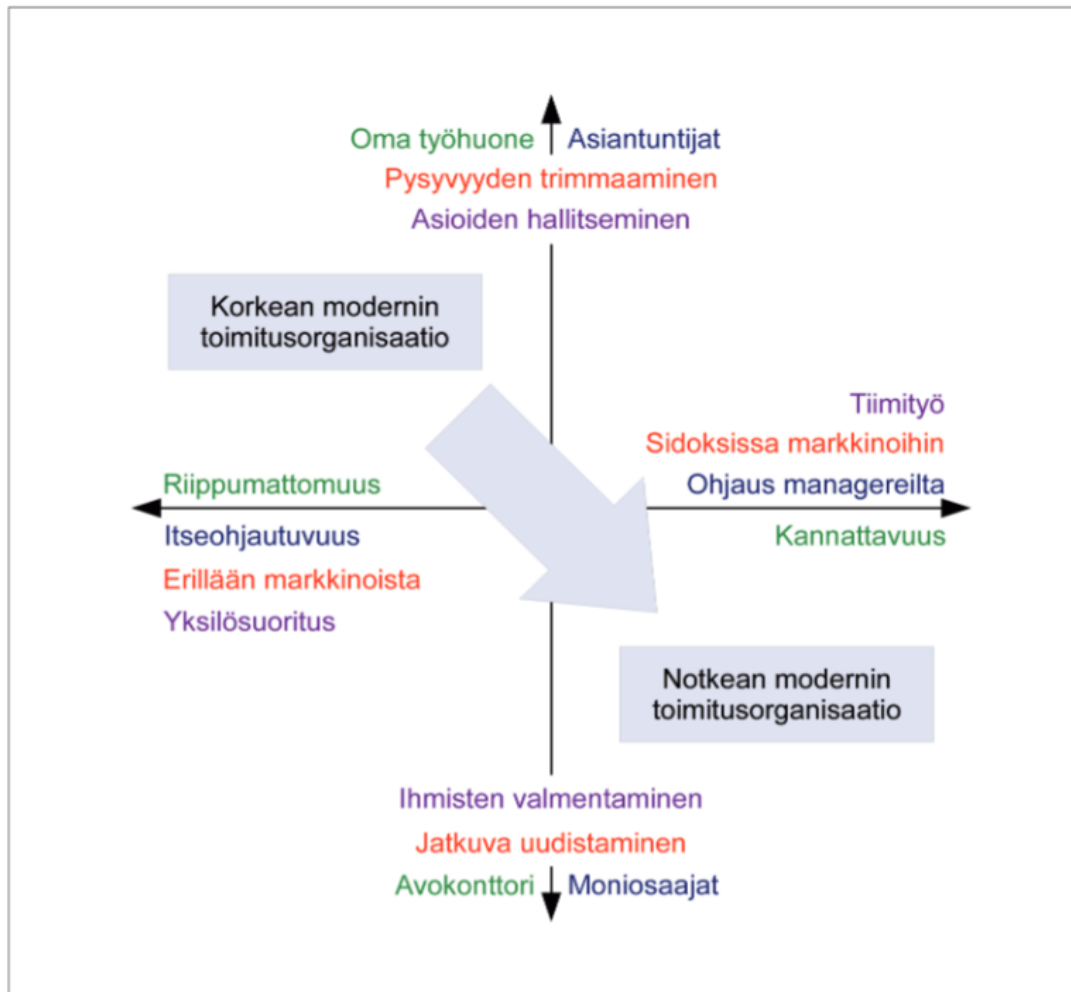 Oma työhuone Asiantuntijat
Pysyvyyden trimmaaminen
Asioiden hallitseminen
Korkean modernin
toimitusorganisaatio
Tiimityö
Sidoksissa markkinoihin
Riippumattomuus
Ohjaus managereilta
Itseohjautuvuus
Kannattavuus
Erillään markkinoista
Yksilösuoritus
Notkean modernin
toimitusorganisaatio
Ihmisten valmentaminen
Jatkuva uudistaminen
Avokonttori Moniosaajat